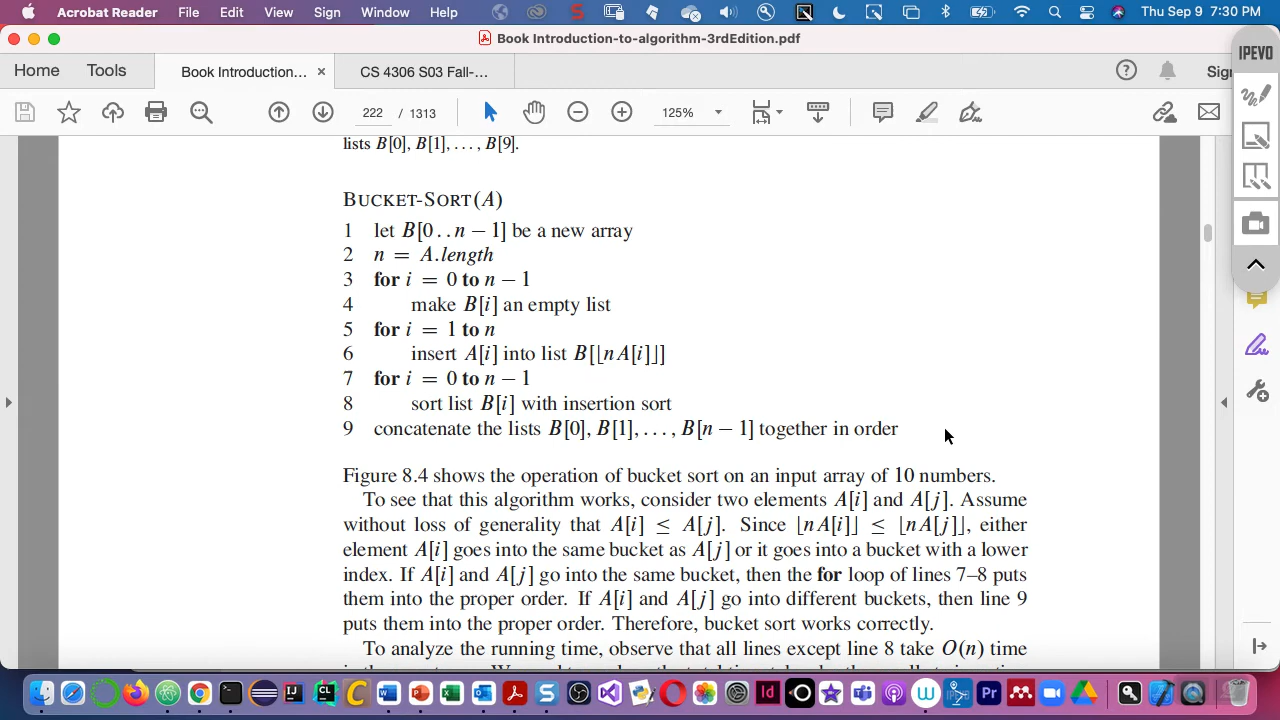 Acrobat Reader File Edit View Sign Window Help Thu Sep 9 7:30 PM
Book Introduction-to-algorithm-3rdEdition.pdf
IPEVO
Home Tools Book Introduction... × CS 4306 S03 Fall-... Sig
222 / 1313 125%
lists B[0], B[1], . . . , B[9].
BUCKET-SORT(A)
1 let B[0 . . n − 1] be a new array
2 n = A.length
3 for i = 0 to n − 1
4 make B[i] an empty list
5 for i = 1 to n
6 insert A[i] into list B[⌊nA[i]⌋]
7 for i = 0 to n − 1
8 sort list B[i] with insertion sort
9 concatenate the lists B[0], B[1], . . . , B[n − 1] together in order
Figure 8.4 shows the operation of bucket sort on an input array of 10 numbers.
To see that this algorithm works, consider two elements A[i] and A[j]. Assume
without loss of generality that A[i] ≤ A[j]. Since ⌊nA[i]⌋ ≤ ⌊nA[j]⌋, either
element A[i] goes into the same bucket as A[j] or it goes into a bucket with a lower
index. If A[i] and A[j] go into the same bucket, then the for loop of lines 7–8 puts
them into the proper order. If A[i] and A[j] go into different buckets, then line 9
puts them into the proper order. Therefore, bucket sort works correctly.
To analyze the running time, observe that all lines except line 8 take O(n) time